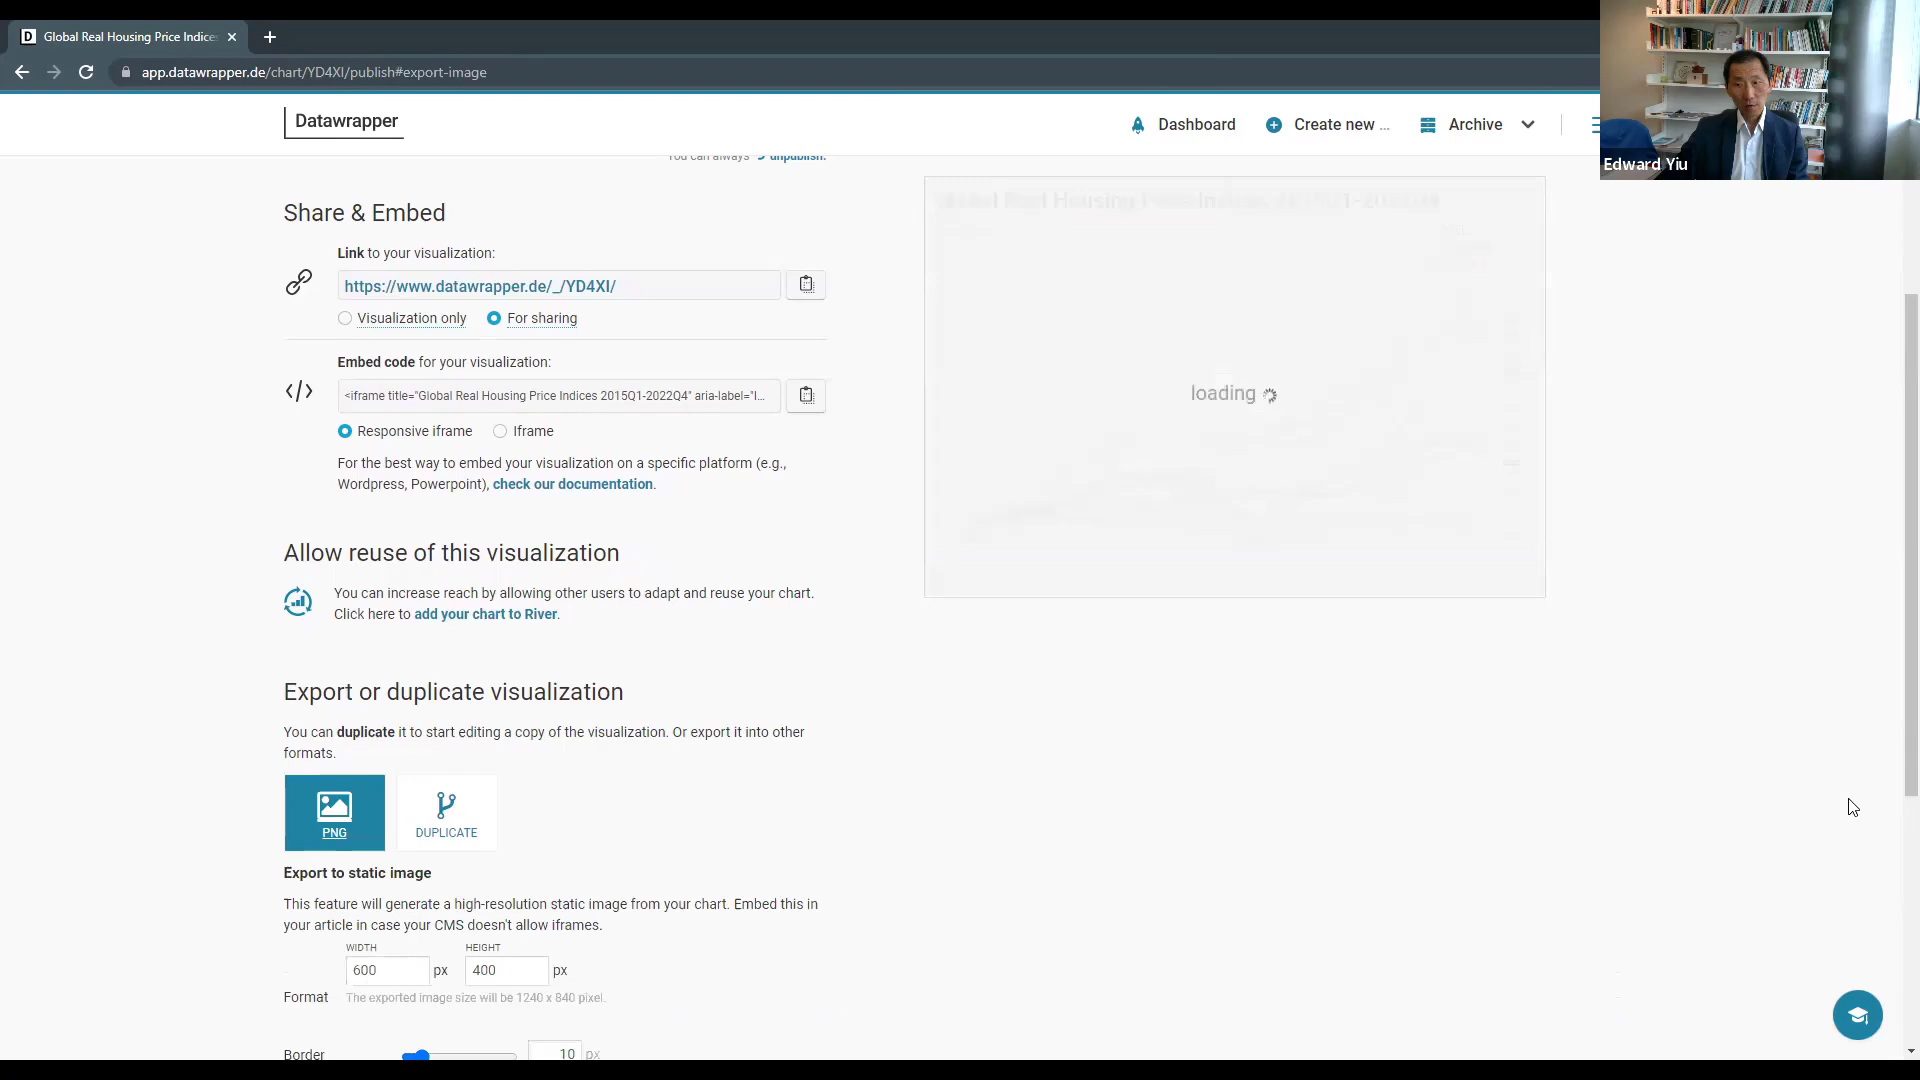 Global Real Housing Price Indices
app.datawrapper.de/chart/YD4XI/publish#export-image
Datawrapper
Dashboard
Create new ...
Archive
Edward Yiu
You can always unpublish.
Share & Embed
Link to your visualization:
https://www.datawrapper.de/_/YD4XI/
Visualization only
For sharing
Embed code for your visualization:
<iframe title="Global Real Housing Price Indices 2015Q1-2022Q4" aria-label="I...
Responsive iframe
Iframe
For the best way to embed your visualization on a specific platform (e.g.,
Wordpress, Powerpoint), check our documentation.
loading
Allow reuse of this visualization
You can increase reach by allowing other users to adapt and reuse your chart.
Click here to add your chart to River.
Export or duplicate visualization
You can duplicate it to start editing a copy of the visualization. Or export it into other
formats.
PNG
DUPLICATE
Export to static image
This feature will generate a high-resolution static image from your chart. Embed this in
your article in case your CMS doesn't allow iframes.
WIDTH
HEIGHT
600 px
400 px
Format
The exported image size will be 1240 x 840 pixel.
Border
10 px